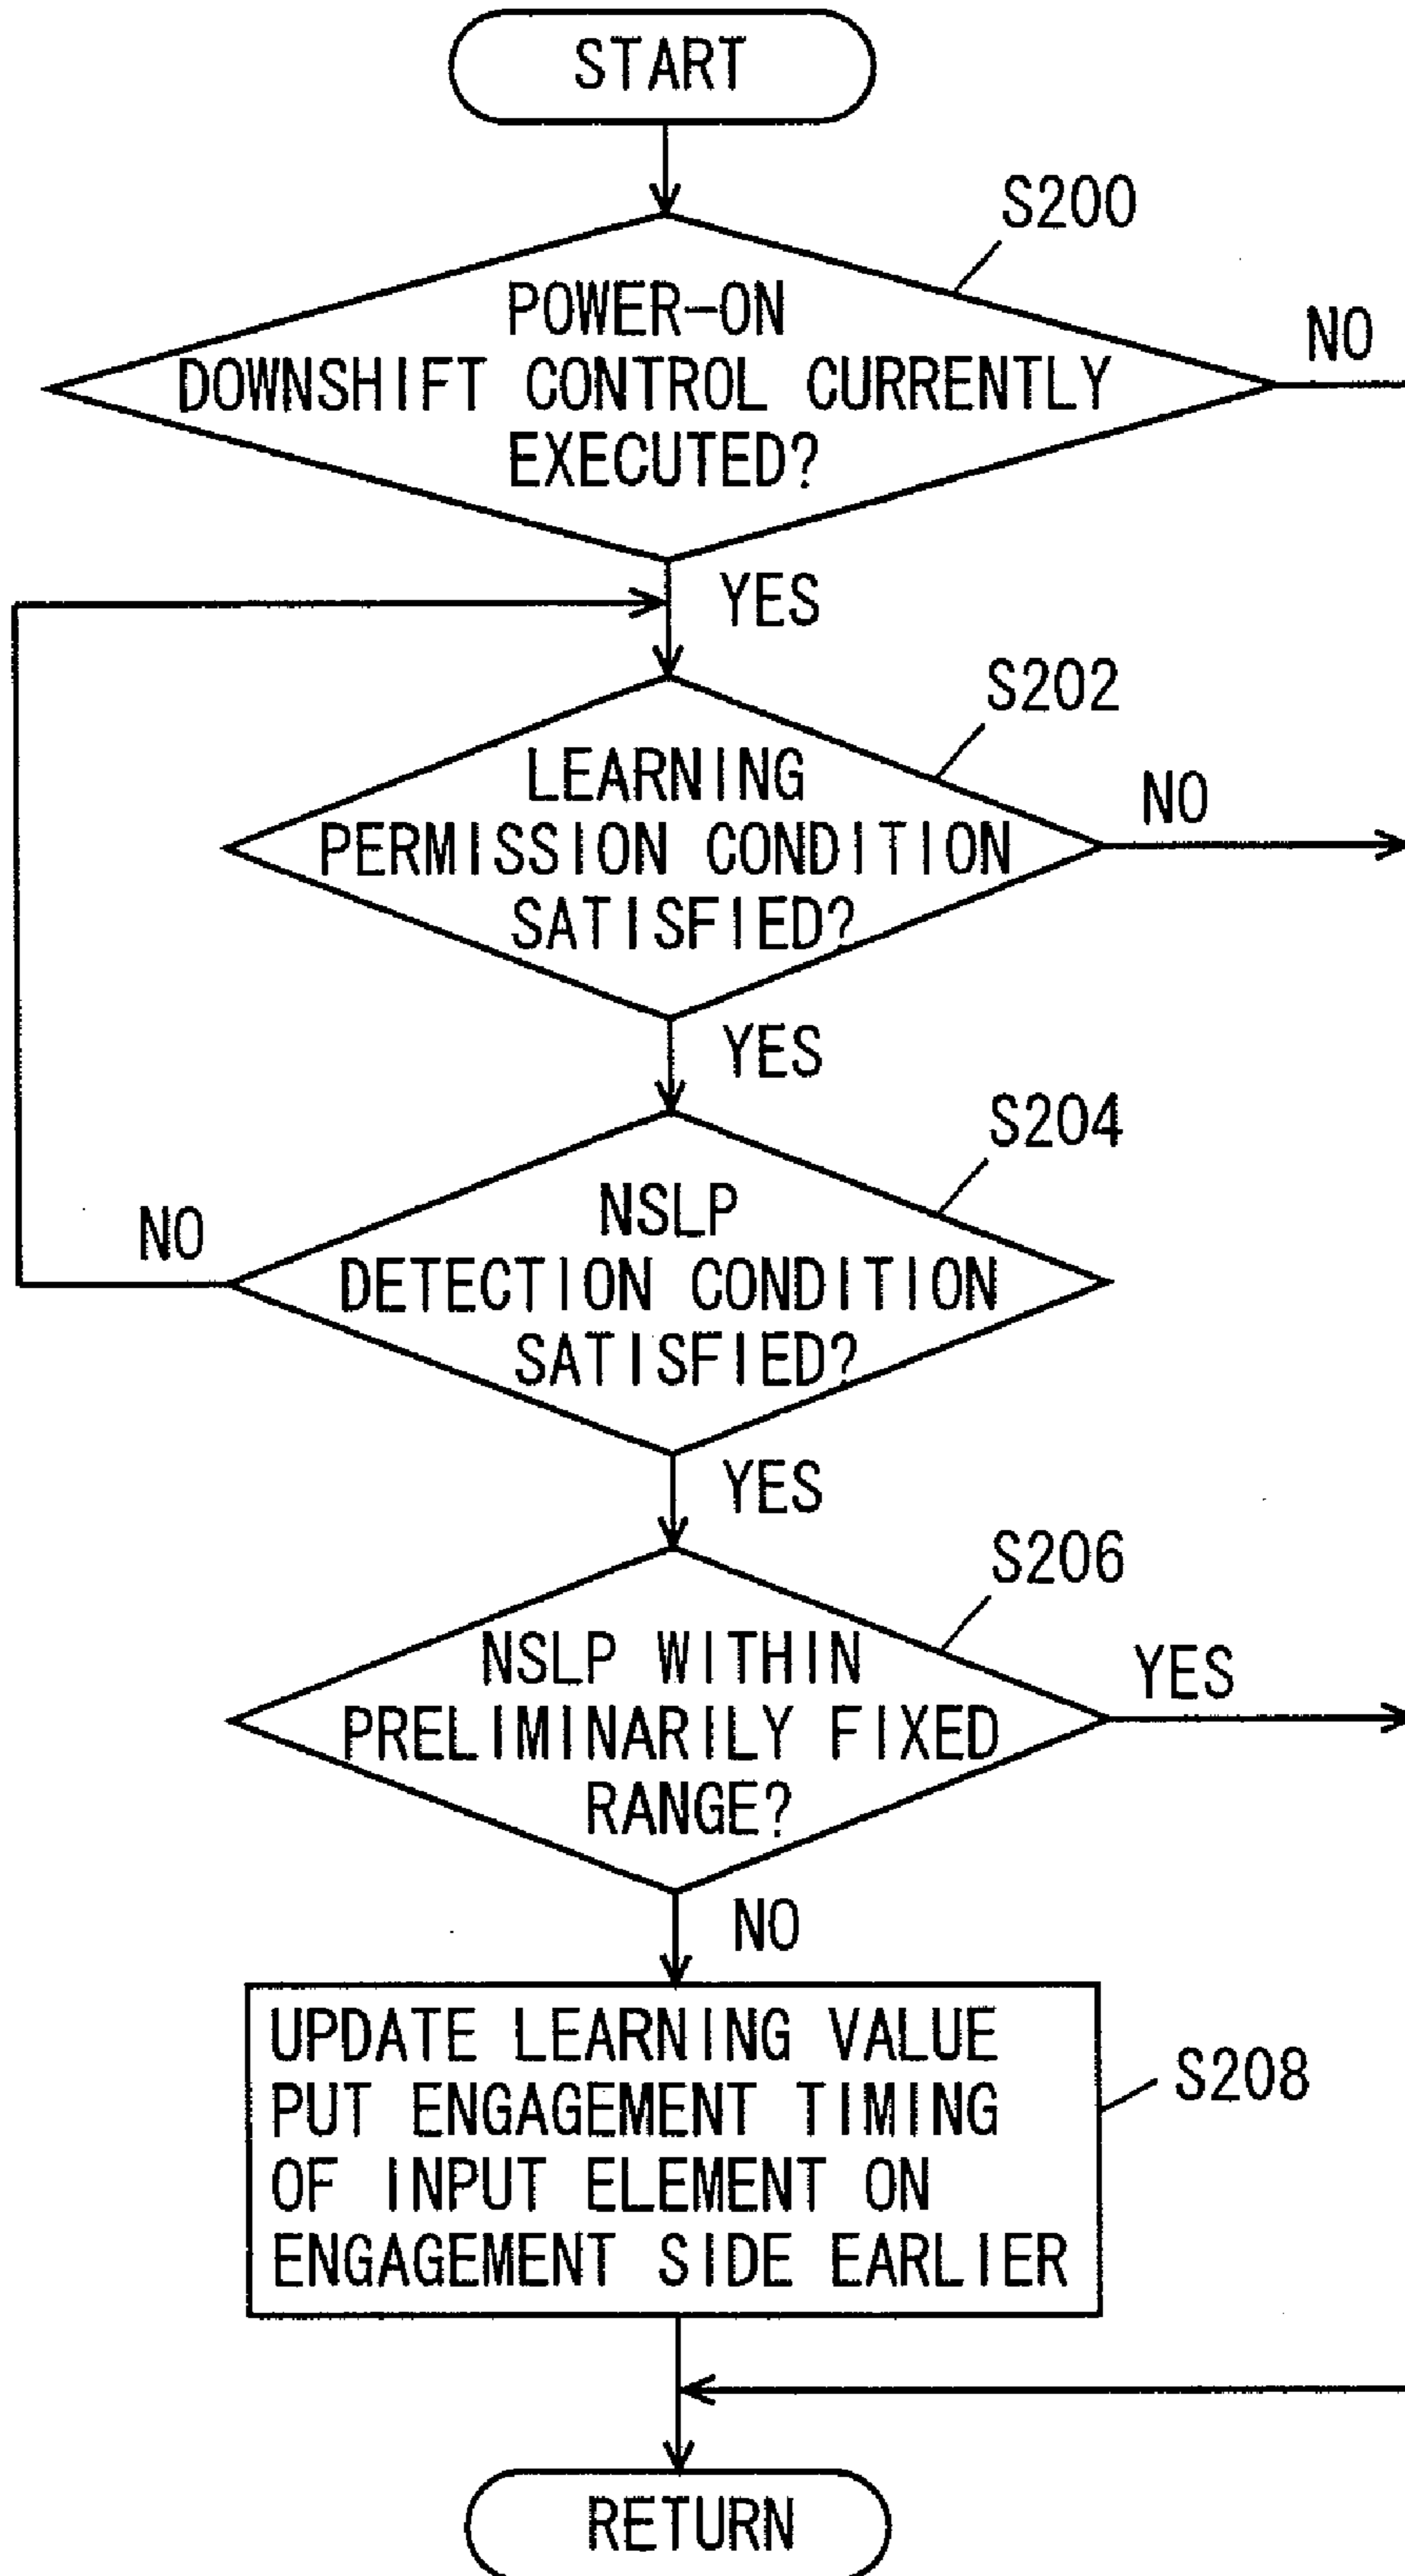 START
S200
POWER-ON
DOWNSHIFT CONTROL CURRENTLY
EXECUTED?
NO
YES
S202
LEARNING
PERMISSION CONDITION
SATISFIED?
NO
YES
S204
NSLP
DETECTION CONDITION
SATISFIED?
NO
YES
S206
NSLP WITHIN
PRELIMINARILY FIXED
RANGE?
YES
NO
UPDATE LEARNING VALUE
PUT ENGAGEMENT TIMING
OF INPUT ELEMENT ON
ENGAGEMENT SIDE EARLIER
S208
RETURN